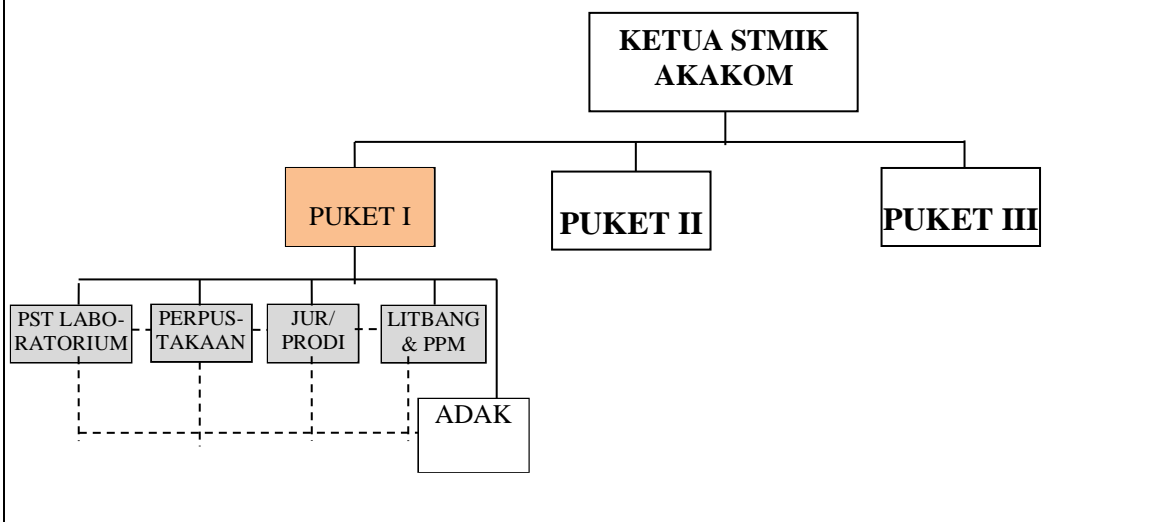 KETUA STMIK
AKAKOM
PUKET I
PUKET II
PUKET III
PST LABO-
RATORIUM
PERPUS-
TAKAAN
JUR/
PRODI
LITBANG
& PPM
ADAK